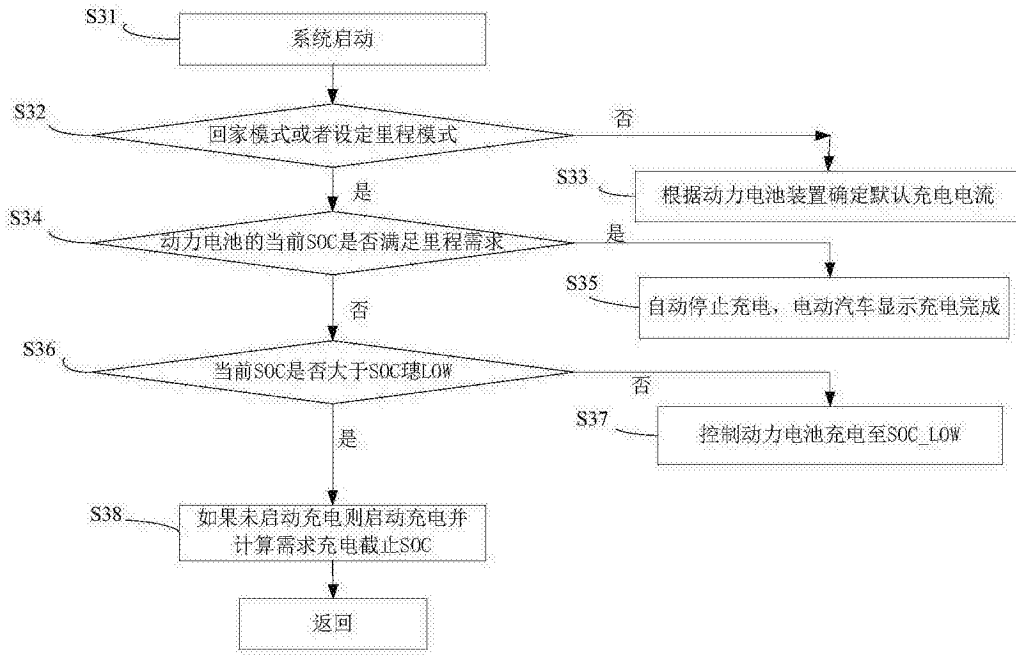 S31
系统启动
S32
回家模式或者设定里程模式
否
S33
根据动力电池装置确定默认充电电流
是
S34
动力电池的当前SOC是否满足里程需求
是
S35
自动停止充电，电动汽车显示充电完成
否
S36
当前SOC是否大于SOC璁LOW
否
S37
控制动力电池充电至SOC_LOW
是
S38
如果未启动充电则启动充电并
计算需求充电截止SOC
返回